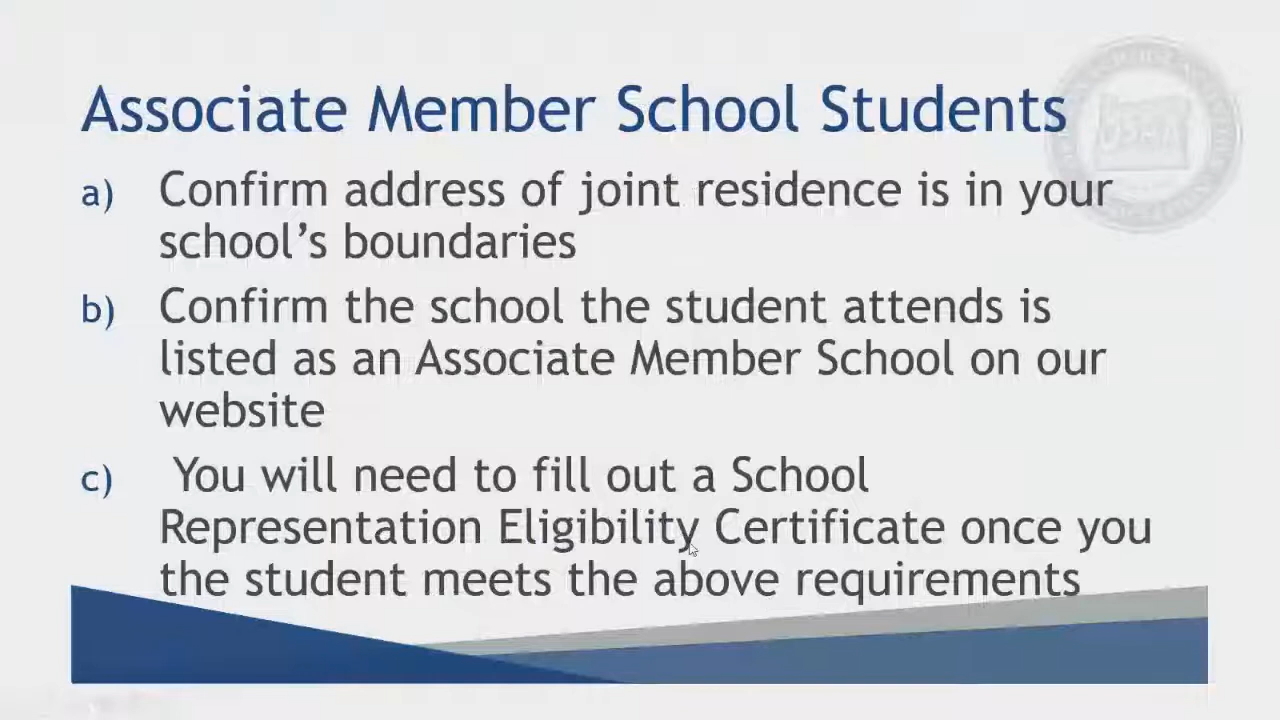 Associate Member School Students
a) Confirm address of joint residence is in your
school’s boundaries
b) Confirm the school the student attends is
listed as an Associate Member School on our
website
c) You will need to fill out a School
Representation Eligibility Certificate once you
the student meets the above requirements